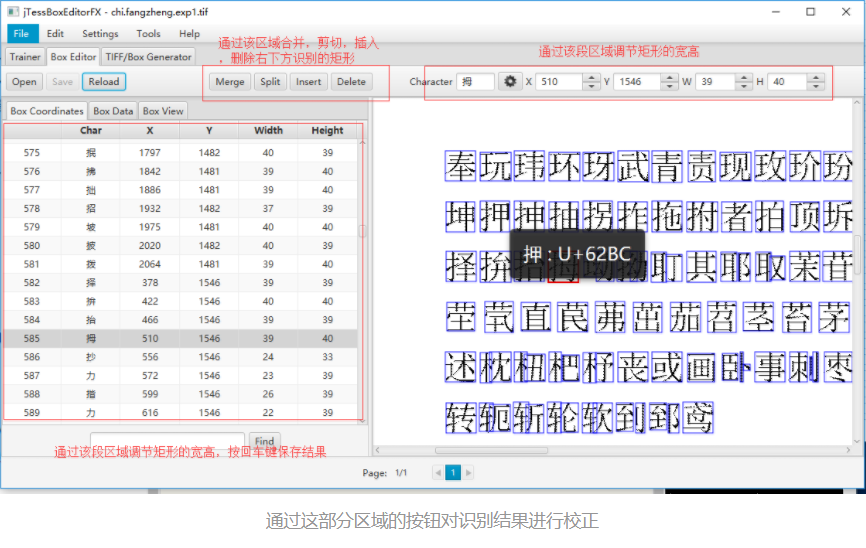 jTessBoxEditorFX - chi.fangzheng.exp1.tif
File Edit Settings Tools Help
通过该区域合并，剪切，插入
，删除右下方识别的矩形
通过该段区域调节矩形的宽高
Trainer Box Editor TIFF/Box Generator
Open Save Reload Merge Split Insert Delete Character 拇 X 510 Y 1546 W 39 H 40
Box Coordinates Box Data Box View
Char X Y Width Height
575 1797 1482 40 39
576 拂 1842 1481 39 40
577 拙 1886 1481 39 40
578 招 1932 1482 37 39
579 坡 1975 1481 40 40
580 披 2020 1482 40 39
581 拨 2064 1481 39 40
582 择 378 1546 39 39
583 拚 422 1546 40 40
584 抬 466 1546 39 39
585 拇 510 1546 39 40
586 抄 556 1546 24 33
587 力 572 1546 23 39
588 599 1546 26 39
589 力 616 1546 22 39
奉玩玮环玡武青责现玫玠玢
坤押抻抽拐拃拖拊者拍顶坼
押 : U+62BC
择拚抬拇坳拗耵其耶取茉苷
茔茕直苠茀茁茄苕茎苔茅
述枕杻杷杼丧或画卧事刺枣
转轭斩轮软到郅鸢
Find
通过该段区域调节矩形的宽高，按回车键保存结果
Page: 1/1 1
通过这部分区域的按钮对识别结果进行校正